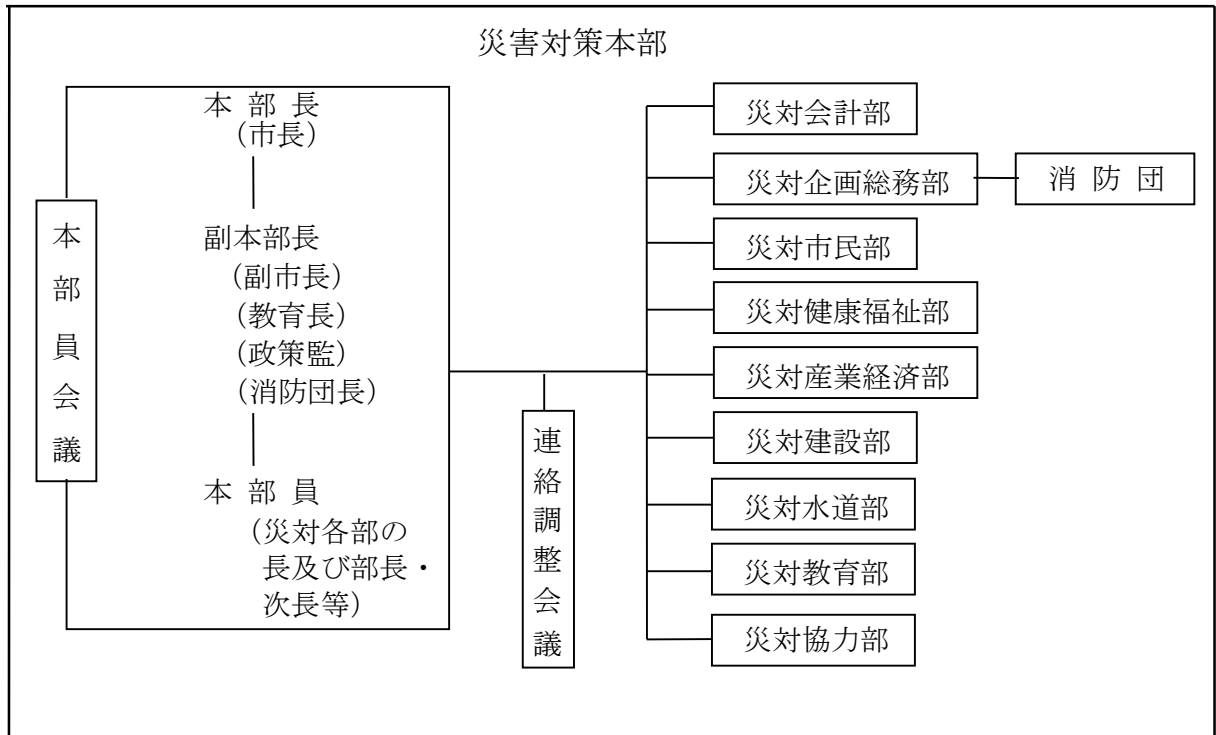 災害対策本部
本部員会議
本 部 長
(市長)
副本部長
(副市長)
(教育長)
(政策監)
(消防団長)
本 部 員
(災対各部の
長及び部長・
次長等)
連絡調整会議
災対会計部
災対企画総務部
消 防 団
災対市民部
災対健康福祉部
災対産業経済部
災対建設部
災対水道部
災対教育部
災対協力部